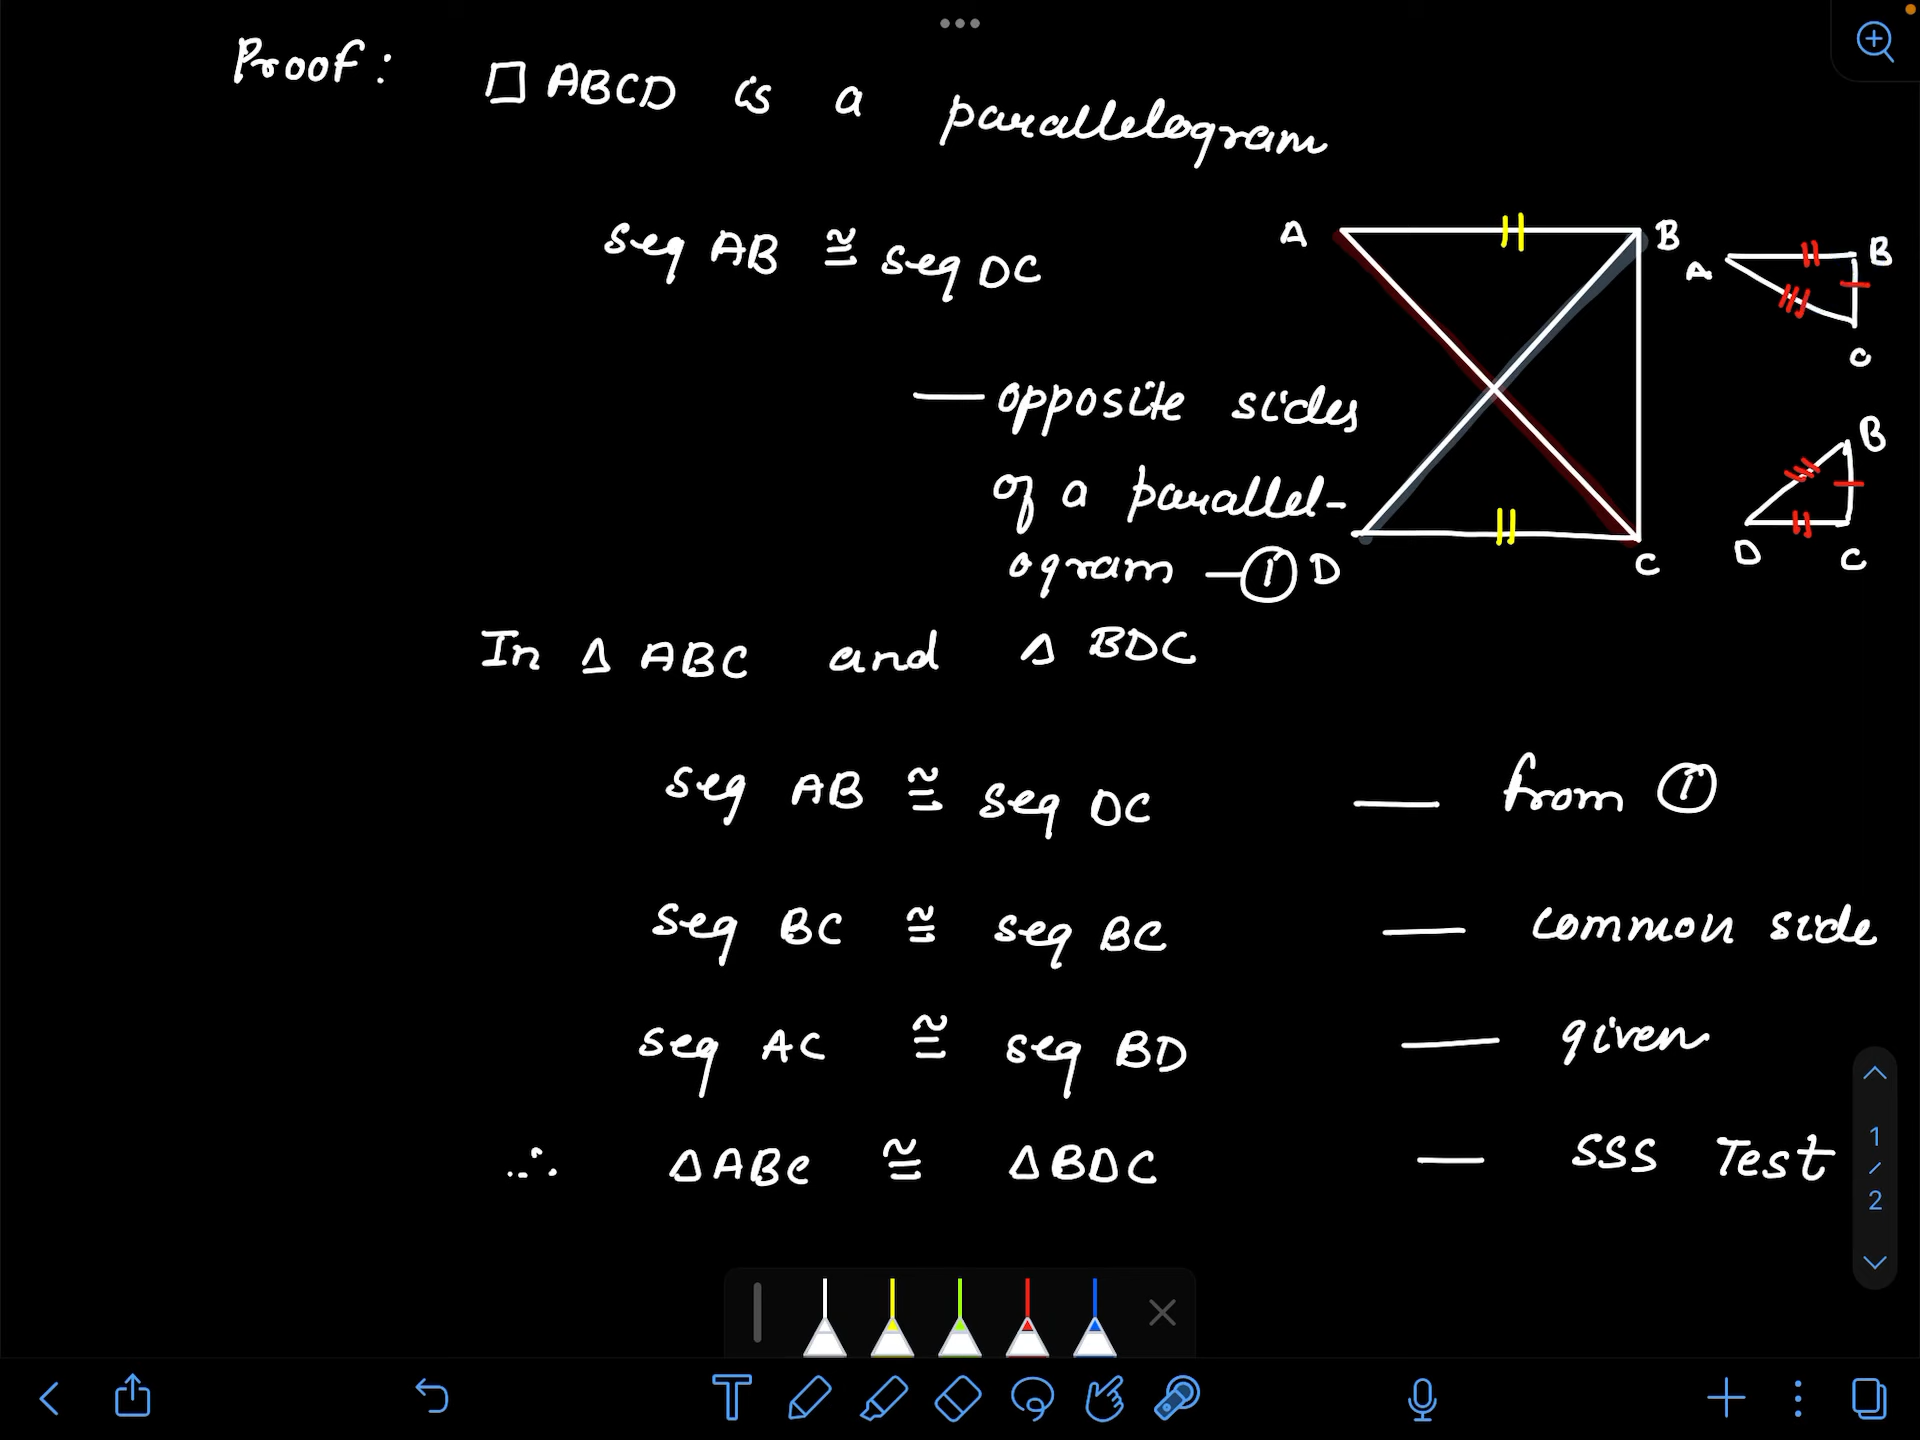 Proof : □ ABCD is a parallelogram
seg AB ≅ seg DC
— opposite sides
of a parallel-
ogram — ①
A
B
D
C
A
B
C
B
D
C
In Δ ABC and Δ BDC
seg AB ≅ seg DC — from ①
seg BC ≅ seg BC — common side
seg AC ≅ seg BD — given
∴ ΔABC ≅ ΔBDC — SSS Test
1
/
2